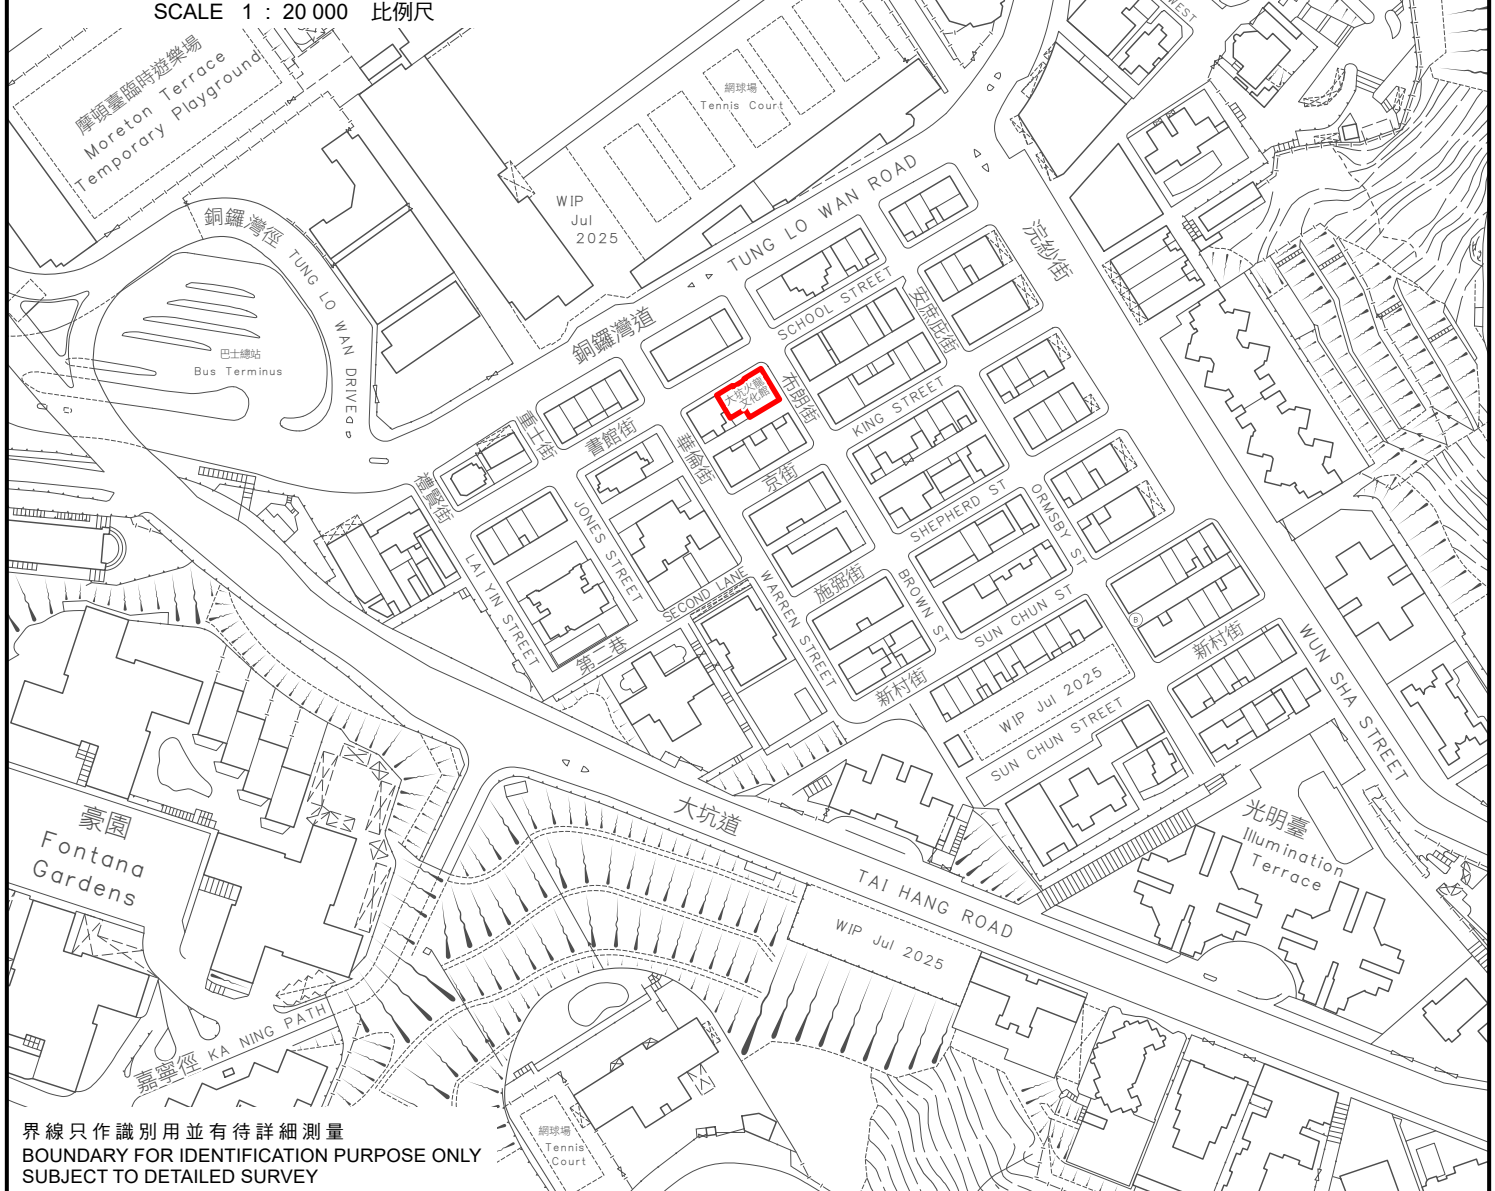 SCALE 1 : 20 000 比例尺
WEST
摩頓臺臨時遊樂場
Moreton Terrace
Temporary Playground
網球場
Tennis Court
WIP
Jul
2025
銅鑼灣徑 TUNG LO WAN DRIVE
TUNG LO WAN ROAD
銅鑼灣道
浣紗街
巴士總站
Bus Terminus
SCHOOL STREET
安庶庇街
大坑火龍
文化館
布朗街
KING STREET
重士街
書館街
華倫街
京街
禮賢街
JONES STREET
SHEPHERD ST
ORMSBY ST
LAI YIN STREET
SECOND LANE
WARREN STREET
施弼街
BROWN ST
SUN CHUN ST
B
第二巷
新村街
新村街
WUN SHA STREET
WIP Jul 2025
SUN CHUN STREET
豪園
Fontana
Gardens
大坑道
TAI HANG ROAD
光明臺
Illumination
Terrace
WIP Jul 2025
嘉寧徑 KA NING PATH
網球場
Tennis
Court
界線只作識別用並有待詳細測量
BOUNDARY FOR IDENTIFICATION PURPOSE ONLY
SUBJECT TO DETAILED SURVEY